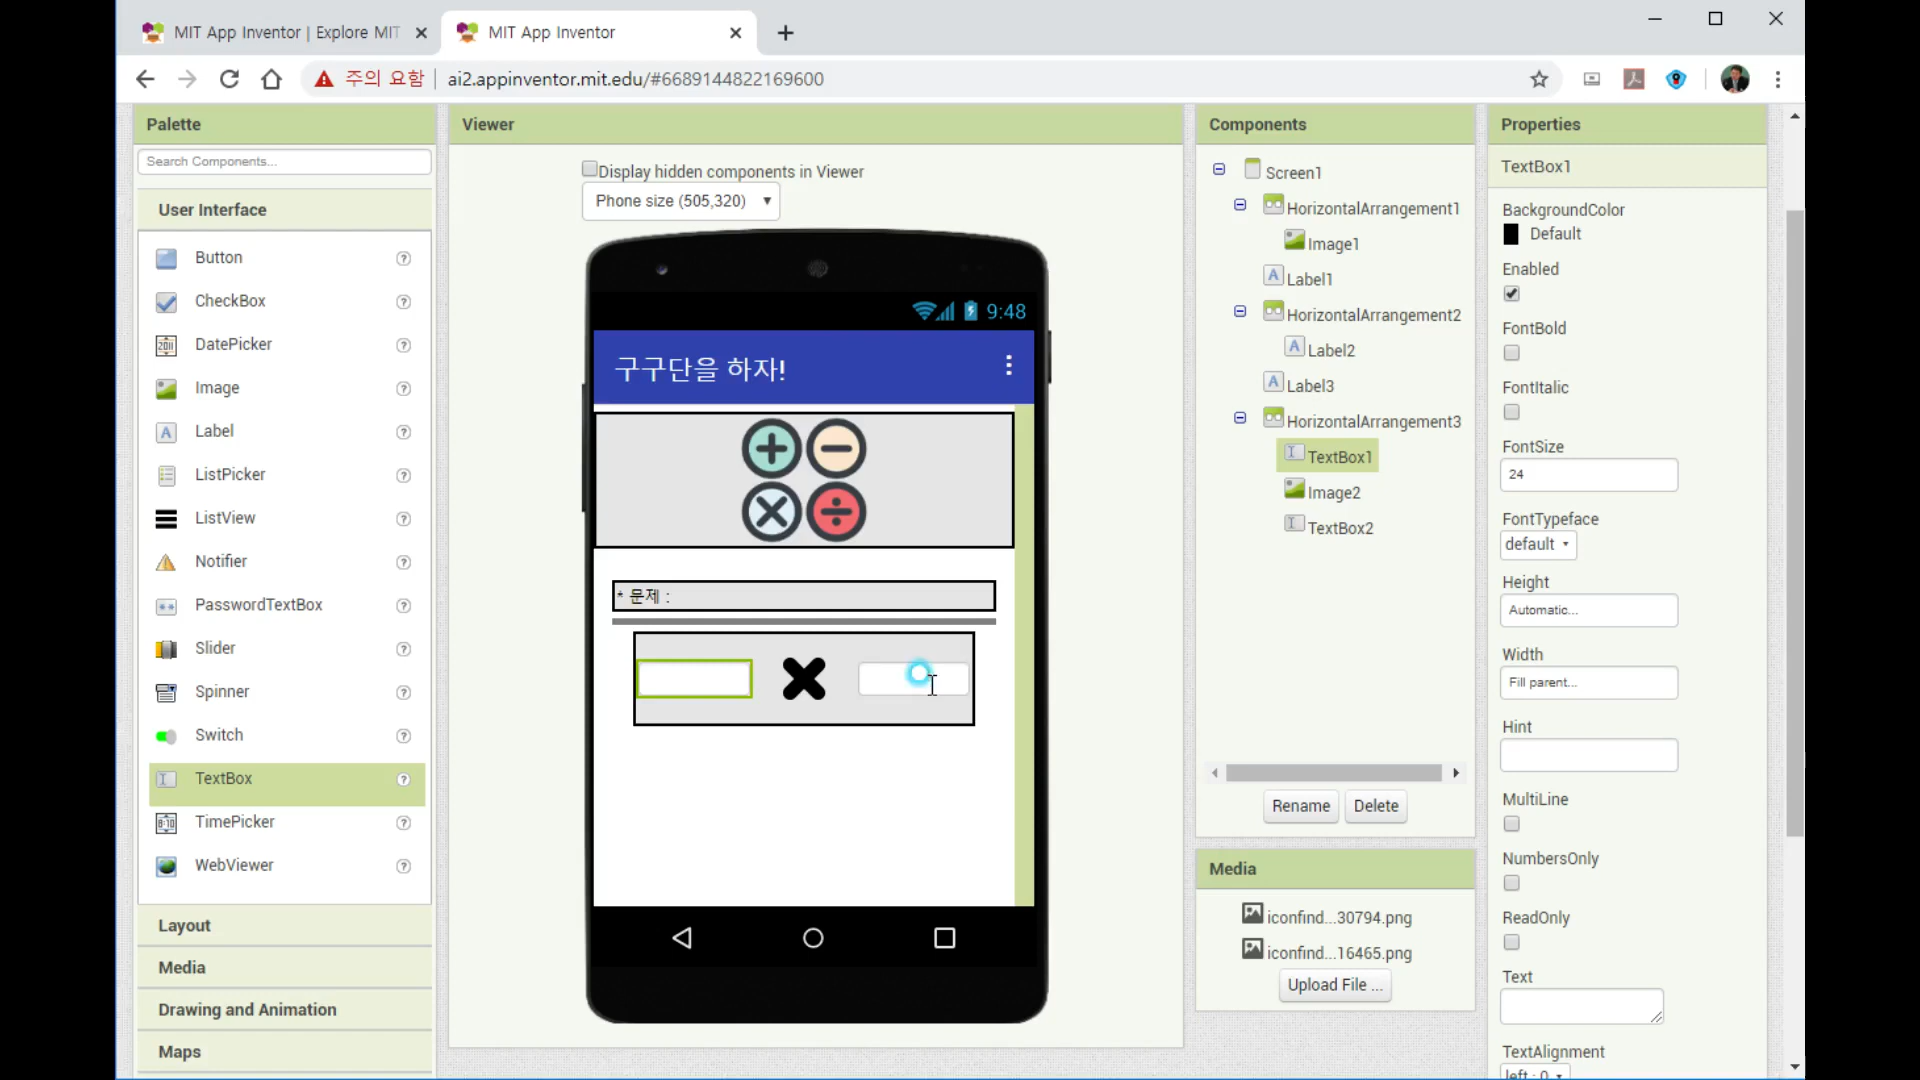 MIT App Inventor | Explore MIT
MIT App Inventor
주의 요함
ai2.appinventor.mit.edu/#6689144822169600
Palette
Search Components...
User Interface
Button
CheckBox
DatePicker
Image
Label
ListPicker
ListView
Notifier
PasswordTextBox
Slider
Spinner
Switch
TextBox
TimePicker
WebViewer
Layout
Media
Drawing and Animation
Maps
Viewer
Display hidden components in Viewer
Phone size (505,320)
9:48
구구단을 하자!
* 문제 :
Components
Screen1
HorizontalArrangement1
Image1
Label1
HorizontalArrangement2
Label2
Label3
HorizontalArrangement3
TextBox1
Image2
TextBox2
Rename
Delete
Media
iconfind...30794.png
iconfind...16465.png
Upload File ...
Properties
TextBox1
BackgroundColor
Default
Enabled
FontBold
FontItalic
FontSize
24
FontTypeface
default
Height
Automatic...
Width
Fill parent...
Hint
MultiLine
NumbersOnly
ReadOnly
Text
TextAlignment
left : 0